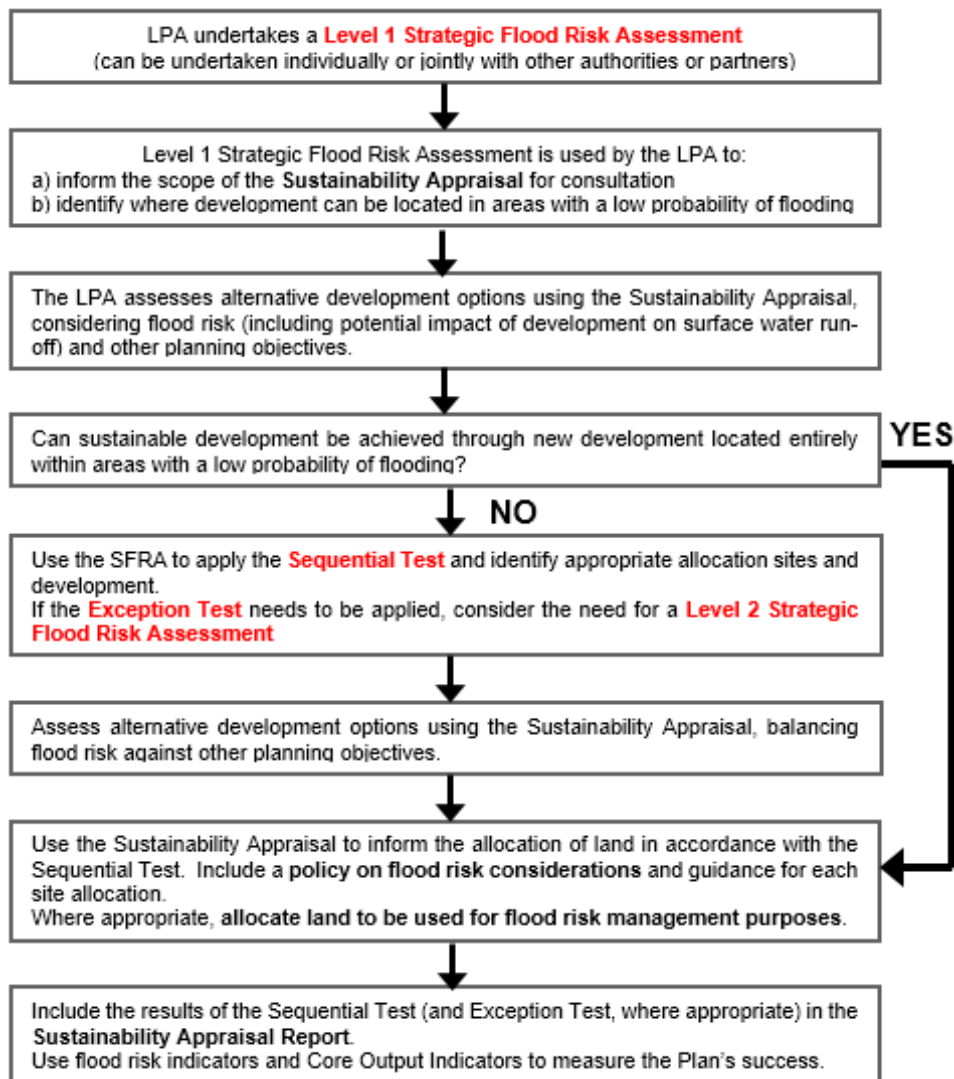 LPA undertakes a Level 1 Strategic Flood Risk Assessment
(can be undertaken individually or jointly with other authorities or partners)
Level 1 Strategic Flood Risk Assessment is used by the LPA to:
a) inform the scope of the Sustainability Appraisal for consultation
b) identify where development can be located in areas with a low probability of flooding
The LPA assesses alternative development options using the Sustainability Appraisal,
considering flood risk (including potential impact of development on surface water run-
off) and other planning objectives.
Can sustainable development be achieved through new development located entirely
within areas with a low probability of flooding?
YES
NO
Use the SFRA to apply the Sequential Test and identify appropriate allocation sites and
development.
If the Exception Test needs to be applied, consider the need for a Level 2 Strategic
Flood Risk Assessment
Assess alternative development options using the Sustainability Appraisal, balancing
flood risk against other planning objectives.
Use the Sustainability Appraisal to inform the allocation of land in accordance with the
Sequential Test. Include a policy on flood risk considerations and guidance for each
site allocation.
Where appropriate, allocate land to be used for flood risk management purposes.
Include the results of the Sequential Test (and Exception Test, where appropriate) in the
Sustainability Appraisal Report.
Use flood risk indicators and Core Output Indicators to measure the Plan's success.